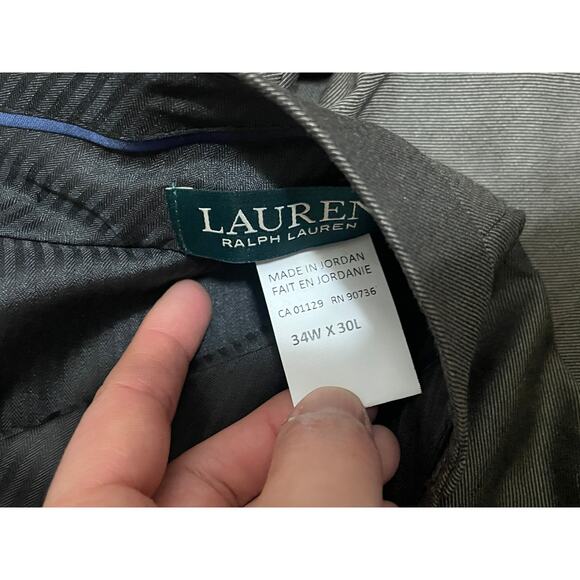 LAUREN
RALPH LAUREN
MADE IN JORDAN
FAIT EN JORDANIE
CA 01129 RN 90736
34W X 30L